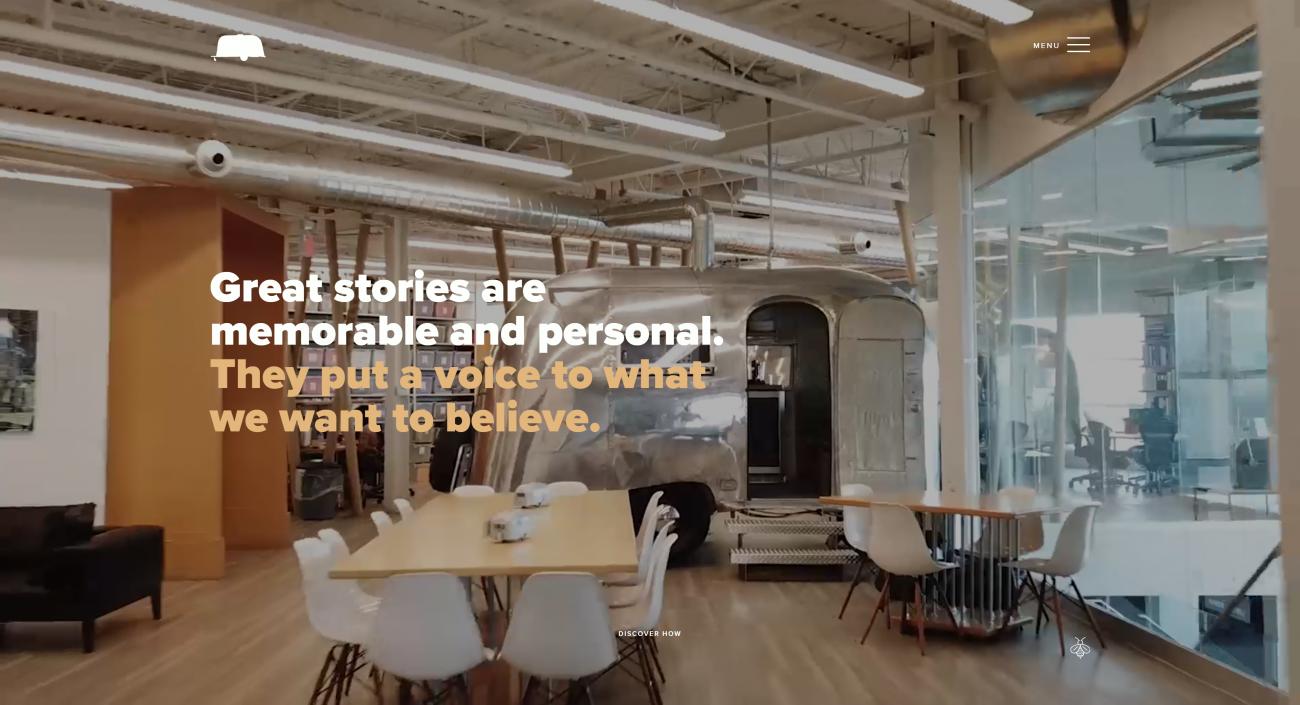 MENU
Great stories are
memorable and personal.
They put a voice to what
we want to believe.
DISCOVER HOW